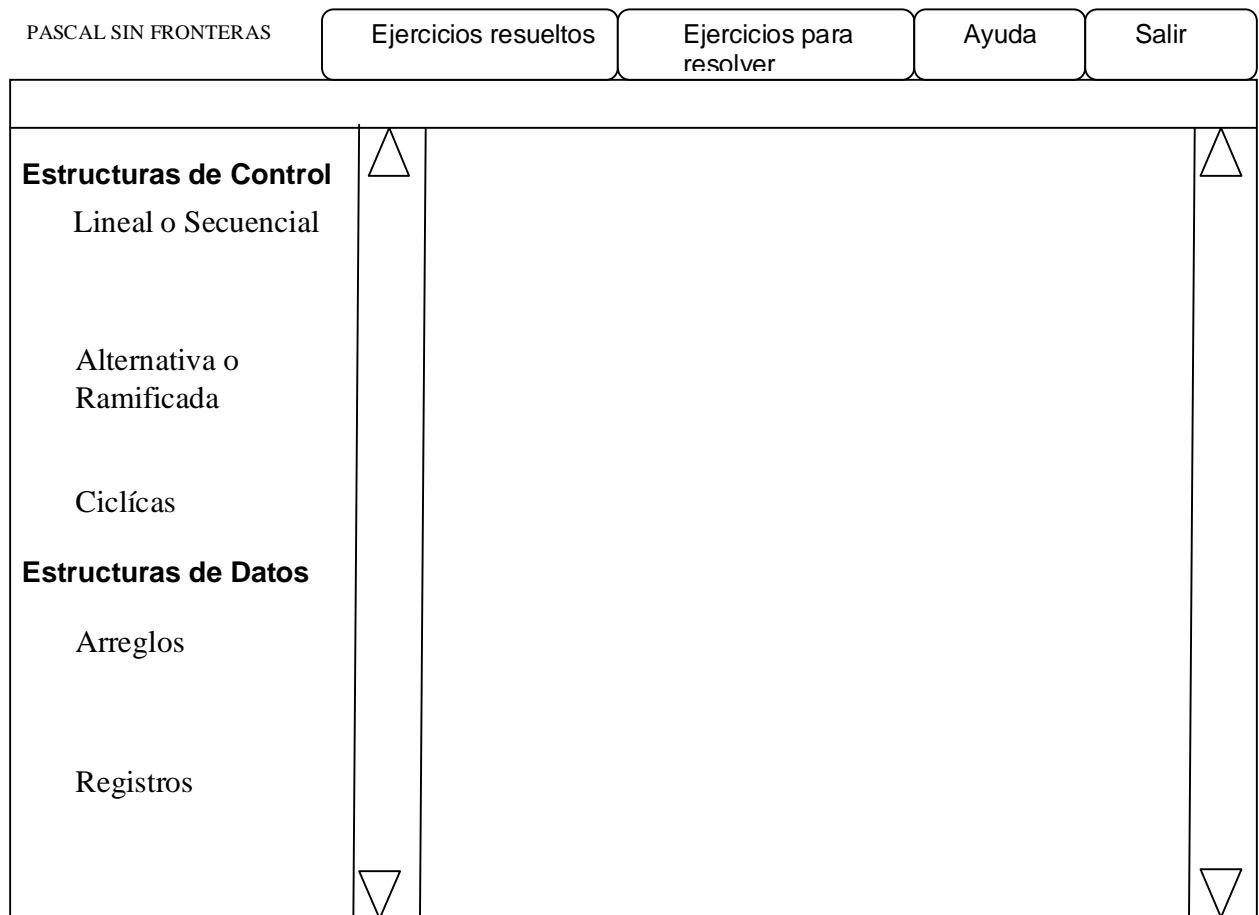 PASCAL SIN FRONTERAS
Ejercicios resueltos
Ejercicios para
resolver
Ayuda
Salir
Estructuras de Control
Lineal o Secuencial
Alternativa o
Ramificada
Ciclícas
Estructuras de Datos
Arreglos
Registros